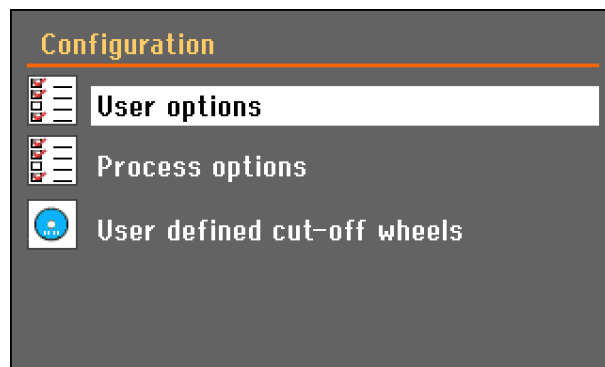 Configuration
User options
Process options
User defined cut-off wheels